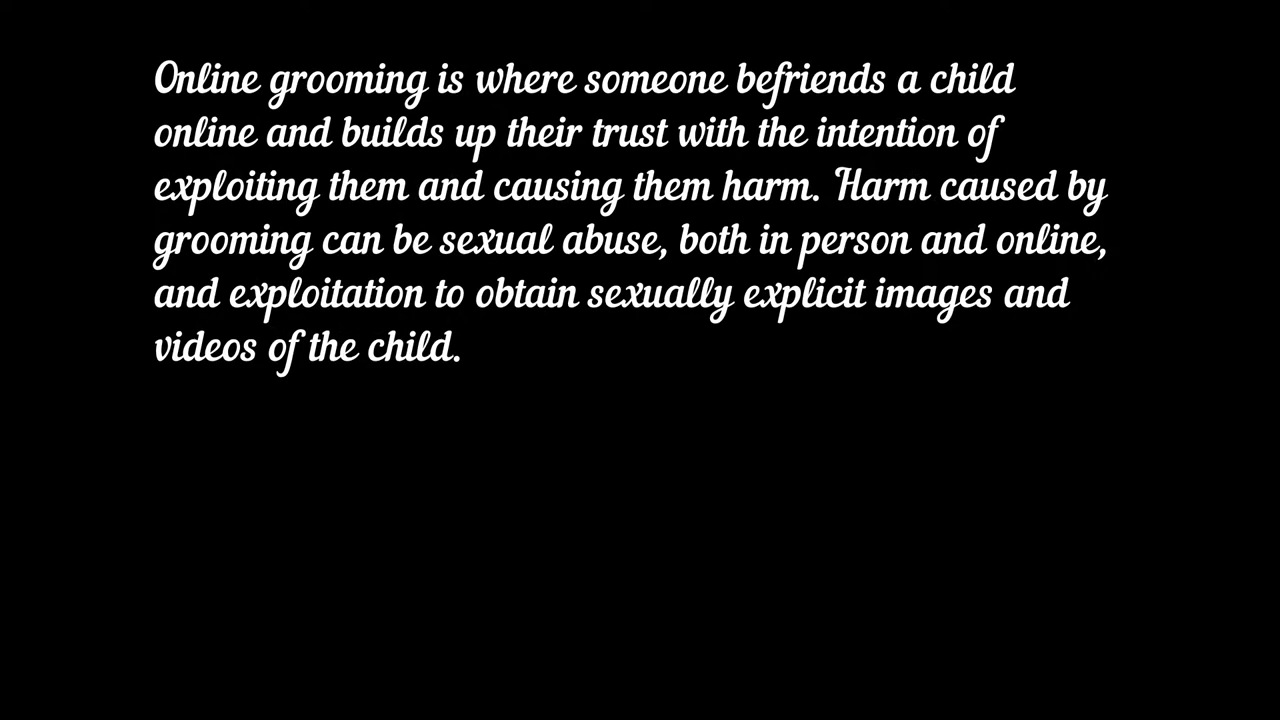 Online grooming is where someone befriends a child
online and builds up their trust with the intention of
exploiting them and causing them harm. Harm caused by
grooming can be sexual abuse, both in person and online,
and exploitation to obtain sexually explicit images and
videos of the child.